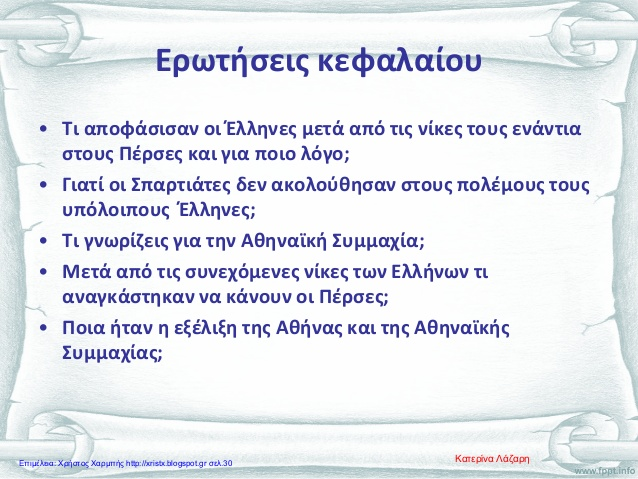 Ερωτήσεις κεφαλαίου
• Τι αποφάσισαν οι Έλληνες μετά από τις νίκες τους ενάντια
στους Πέρσες και για ποιο λόγο;
• Γιατί οι Σπαρτιάτες δεν ακολούθησαν στους πολέμους τους
υπόλοιπους Έλληνες;
• Τι γνωρίζεις για την Αθηναϊκή Συμμαχία;
• Μετά από τις συνεχόμενες νίκες των Ελλήνων τι
αναγκάστηκαν να κάνουν οι Πέρσες;
• Ποια ήταν η εξέλιξη της Αθήνας και της Αθηναϊκής
Συμμαχίας;
Επιμέλεια: Χρήστος Χαρμπής http://xristx.blogspot.gr σελ.30
Κατερίνα Λάζαρη
www.fppt.info